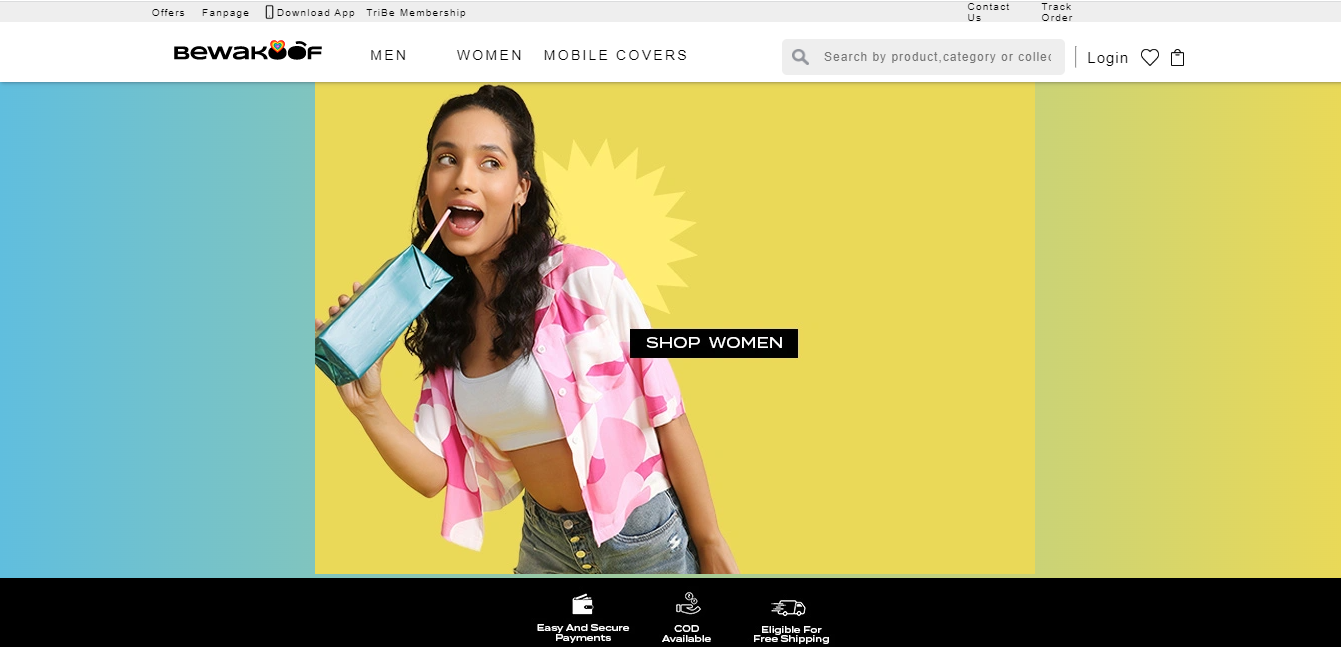 Offers Fanpage Download App TriBe Membership Contact Us Track Order
BEWAKOOF MEN WOMEN MOBILE COVERS Search by product,category or collec Login
SHOP WOMEN
Easy And Secure
Payments
COD
Available
Eligible For
Free Shipping